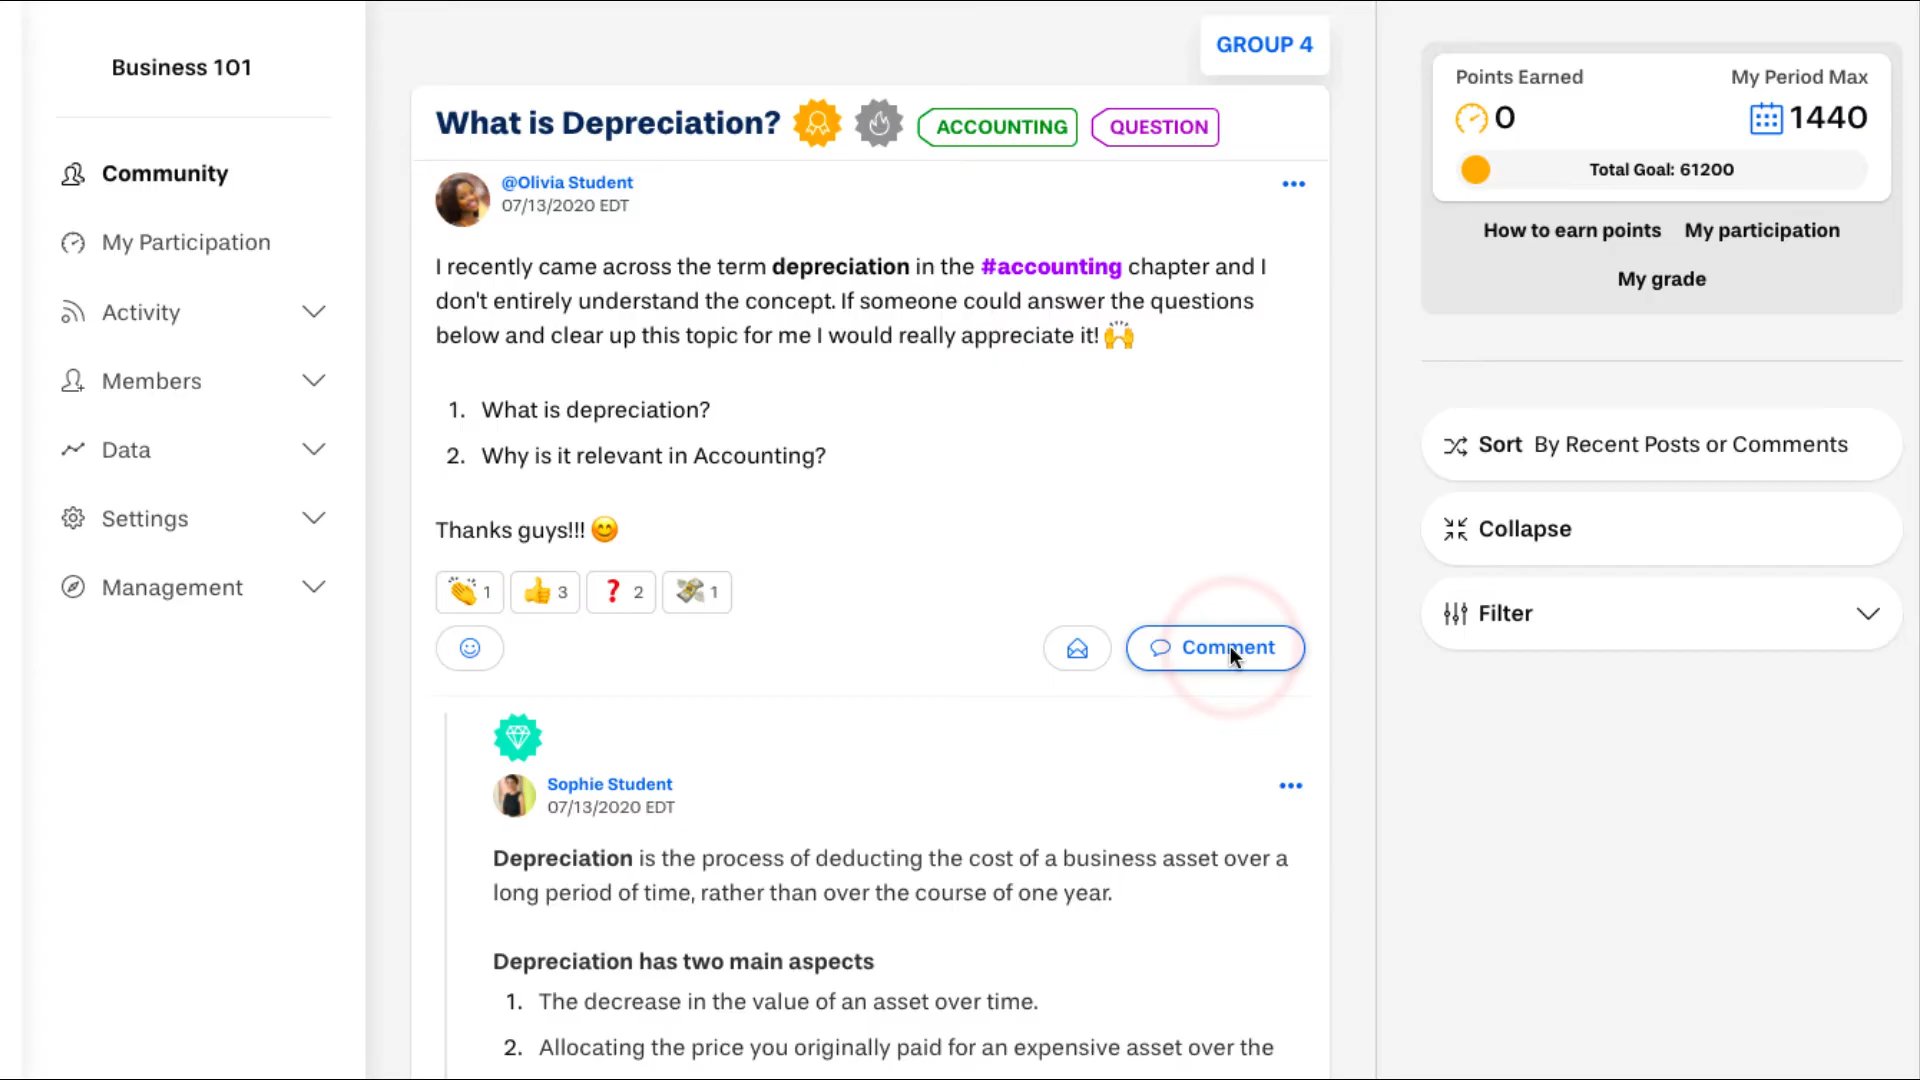 Business 101
Community
My Participation
Activity
Members
Data
Settings
Management
GROUP 4
What is Depreciation?
ACCOUNTING
QUESTION
@Olivia Student
07/13/2020 EDT
I recently came across the term depreciation in the #accounting chapter and I
don't entirely understand the concept. If someone could answer the questions
below and clear up this topic for me I would really appreciate it! 🙌
1. What is depreciation?
2. Why is it relevant in Accounting?
Thanks guys!!! 😊
👏 1
👍 3
❓ 2
💸 1
Comment
Sophie Student
07/13/2020 EDT
Depreciation is the process of deducting the cost of a business asset over a
long period of time, rather than over the course of one year.
Depreciation has two main aspects
1. The decrease in the value of an asset over time.
2. Allocating the price you originally paid for an expensive asset over the
Points Earned
0
My Period Max
1440
Total Goal: 61200
How to earn points
My participation
My grade
Sort By Recent Posts or Comments
Collapse
Filter